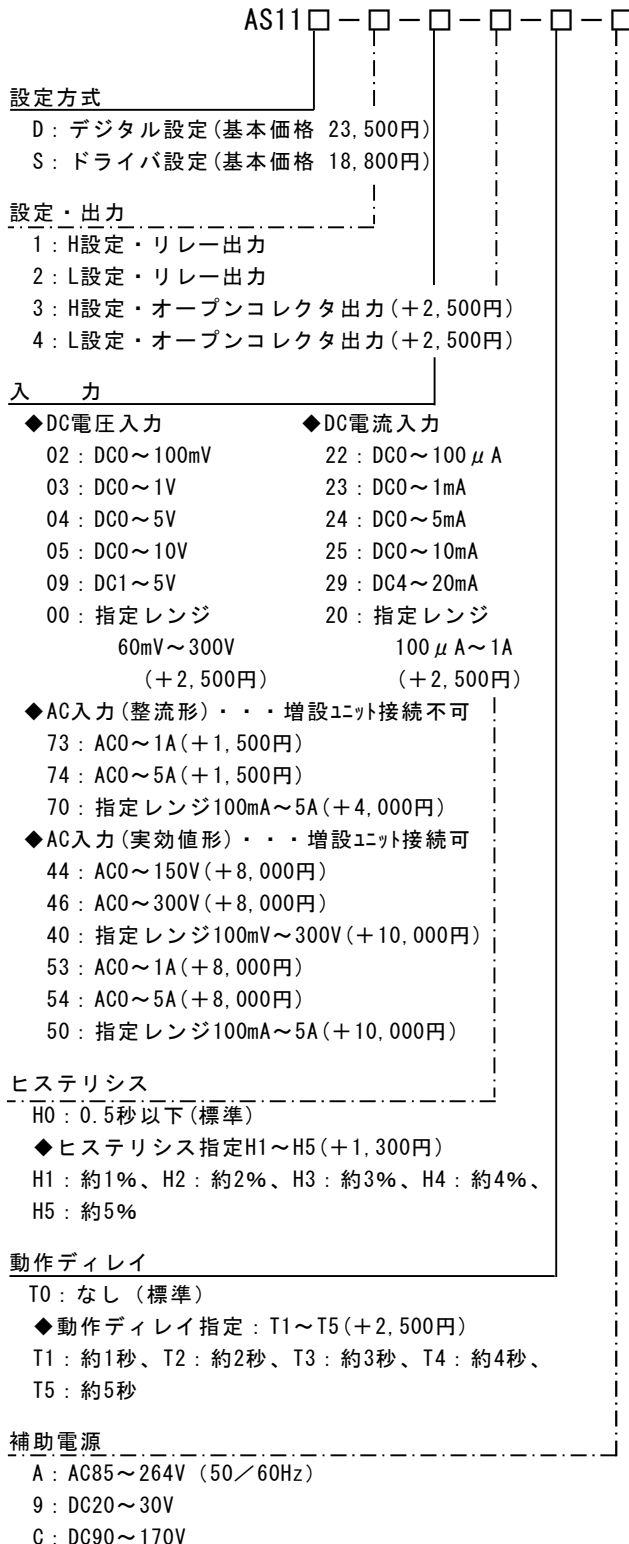 AS11□－□－□－□－□－□
設定方式
D：デジタル設定(基本価格 23,500円)
S：ドライバ設定(基本価格 18,800円)
設定・出力
1：H設定・リレー出力
2：L設定・リレー出力
3：H設定・オープンコレクタ出力(＋2,500円)
4：L設定・オープンコレクタ出力(＋2,500円)
入　　力
◆DC電圧入力　◆DC電流入力
02：DC0～100mV　22：DC0～100μA
03：DC0～1V　23：DC0～1mA
04：DC0～5V　24：DC0～5mA
05：DC0～10V　25：DC0～10mA
09：DC1～5V　29：DC4～20mA
00：指定レンジ　20：指定レンジ
60mV～300V　100μA～1A
(＋2,500円)　(＋2,500円)
◆AC入力(整流形)・・・増設ﾕﾆｯﾄ接続不可
73：AC0～1A(＋1,500円)
74：AC0～5A(＋1,500円)
70：指定レンジ100mA～5A(＋4,000円)
◆AC入力(実効値形)・・・増設ﾕﾆｯﾄ接続可
44：AC0～150V(＋8,000円)
46：AC0～300V(＋8,000円)
40：指定レンジ100mV～300V(＋10,000円)
53：AC0～1A(＋8,000円)
54：AC0～5A(＋8,000円)
50：指定レンジ100mA～5A(＋10,000円)
ヒステリシス
H0：0.5秒以下(標準)
◆ヒステリシス指定H1～H5(＋1,300円)
H1：約1%、H2：約2%、H3：約3%、H4：約4%、
H5：約5%
動作ディレイ
T0：なし（標準）
◆動作ディレイ指定：T1～T5(＋2,500円)
T1：約1秒、T2：約2秒、T3：約3秒、T4：約4秒、
T5：約5秒
補助電源
A：AC85～264V（50／60Hz）
9：DC20～30V
C：DC90～170V